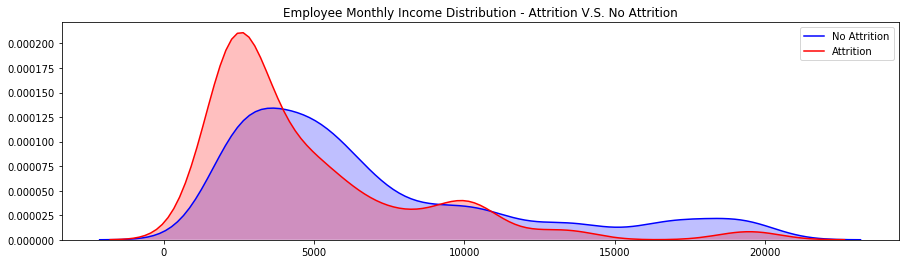 Employee Monthly Income Distribution - Attrition V.S. No Attrition
No Attrition
Attrition
0.000200
0.000175
0.000150
0.000125
0.000100
0.000075
0.000050
0.000025
0.000000
0 5000 10000 15000 20000